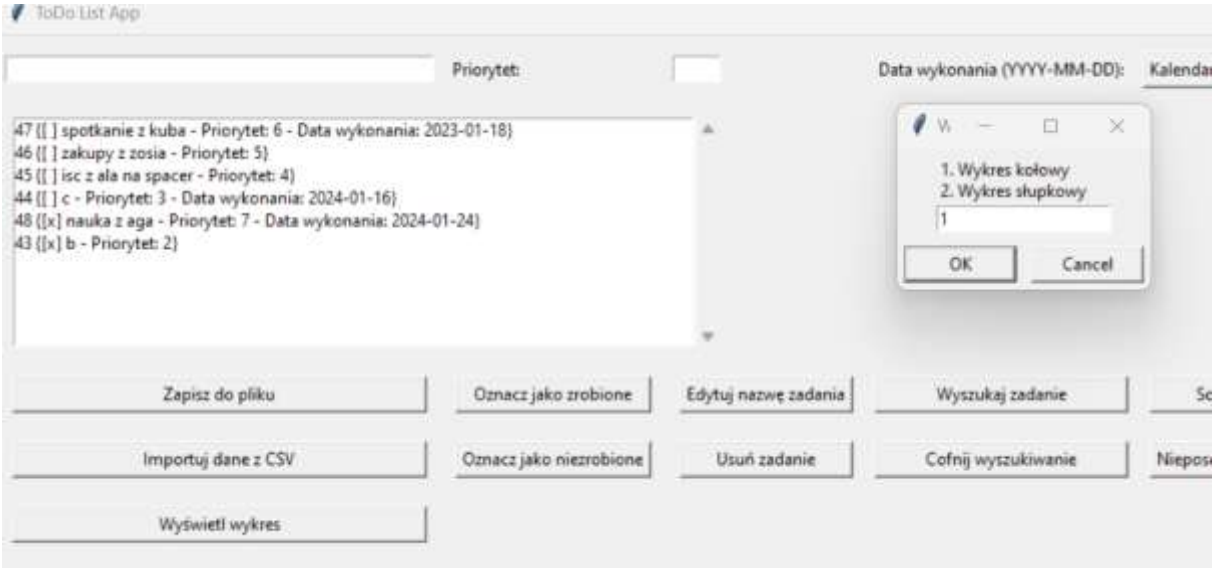 ToDo List App
Priorytet:
Data wykonania (YYYY-MM-DD):
47 {[ ] spotkanie z kuba - Priorytet: 6 - Data wykonania: 2023-01-18}
46 {[ ] zakupy z zosia - Priorytet: 5}
45 {[ ] isc z ala na spacer - Priorytet: 4}
44 {[ ] c - Priorytet: 3 - Data wykonania: 2024-01-16}
48 {[x] nauka z aga - Priorytet: 7 - Data wykonania: 2024-01-24}
43 {[x] b - Priorytet: 2}
1. Wykres kołowy
2. Wykres słupkowy
1
OK Cancel
Zapisz do pliku Oznacz jako zrobione Edytuj nazwę zadania Wyszukaj zadanie
Importuj dane z CSV Oznacz jako niezrobione Usuń zadanie Cofnij wyszukiwanie
Wyświetl wykres